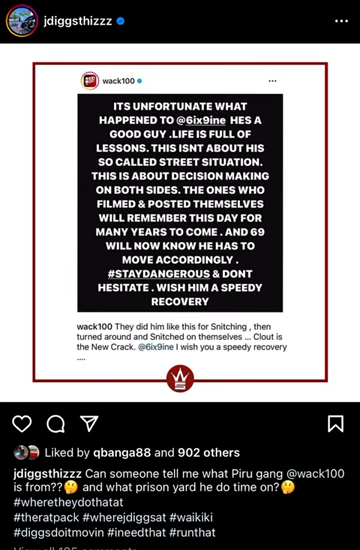 jdiggsthizzz
wack100
ITS UNFORTUNATE WHAT
HAPPENED TO @6ix9ine HES A
GOOD GUY .LIFE IS FULL OF
LESSONS. THIS ISNT ABOUT HIS
SO CALLED STREET SITUATION.
THIS IS ABOUT DECISION MAKING
ON BOTH SIDES. THE ONES WHO
FILMED & POSTED THEMSELVES
WILL REMEMBER THIS DAY FOR
MANY YEARS TO COME . AND 69
WILL NOW KNOW HE HAS TO
MOVE ACCORDINGLY .
#STAYDANGEROUS & DONT
HESITATE . WISH HIM A SPEEDY
RECOVERY
wack100 They did him like this for Snitching , then
turned around and Snitched on themselves ... Clout is
the New Crack. @6ix9ine I wish you a speedy recovery
....
Liked by qbanga88 and 902 others
jdiggsthizzz Can someone tell me what Piru gang @wack100
is from??🤔 and what prison yard he do time on?🤔
#wheretheydothatat
#theratpack #wherejdiggsat #waikiki
#diggsdoitmovin #ineedthat #runthat